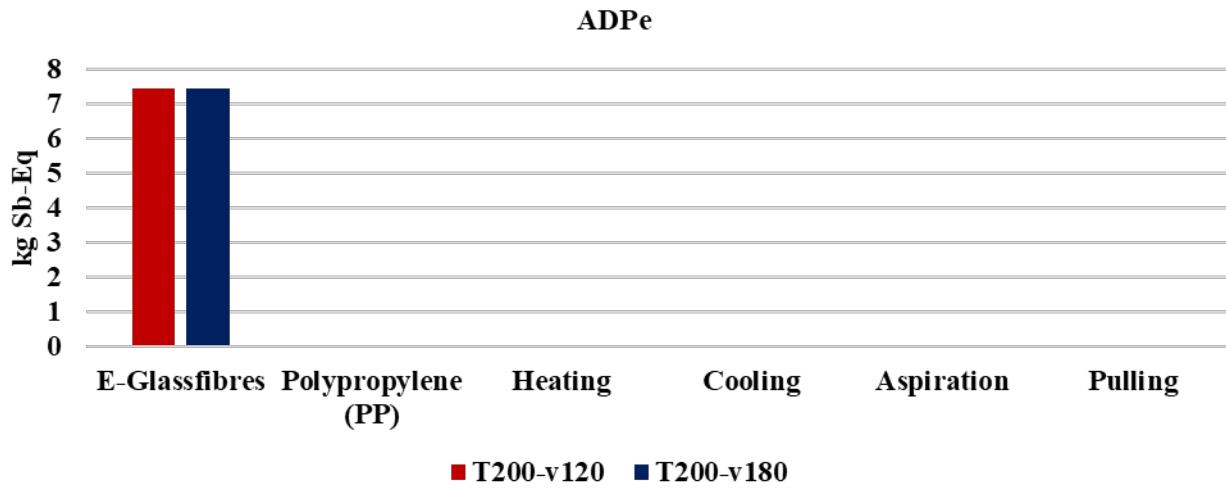 ADPe
kg Sb-Eq
8
7
6
5
4
3
2
1
0
E-Glassfibres Polypropylene (PP) Heating Cooling Aspiration Pulling
T200-v120 T200-v180